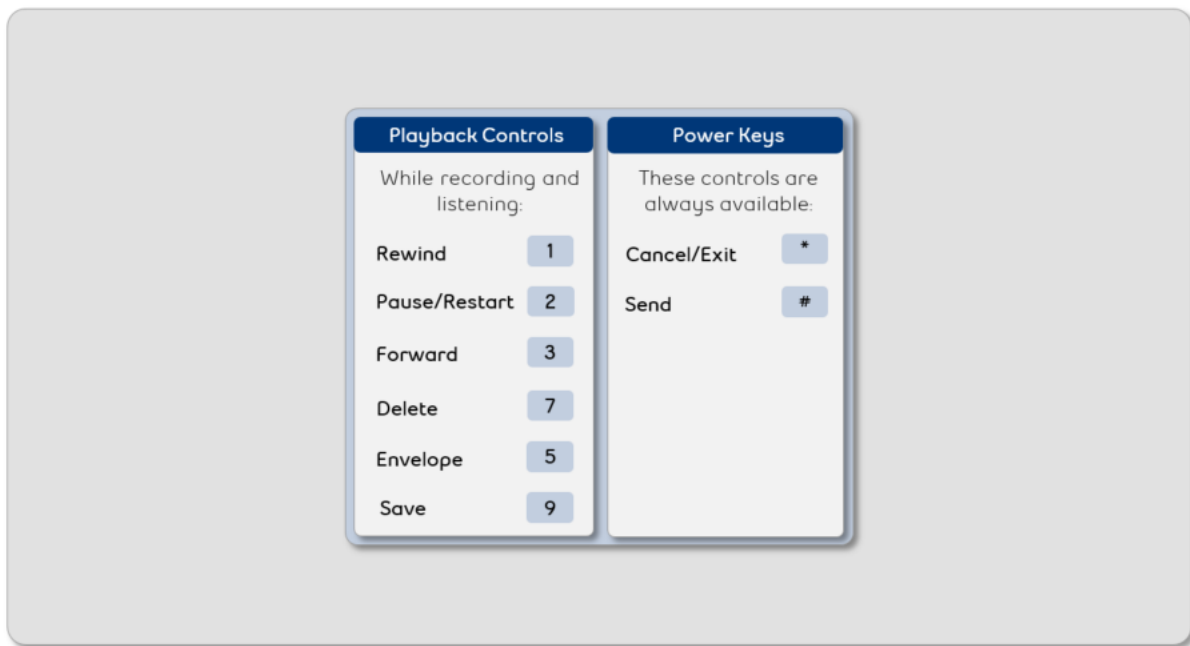 Playback Controls
While recording and
listening:
Rewind 1
Pause/Restart 2
Forward 3
Delete 7
Envelope 5
Save 9
Power Keys
These controls are
always available:
Cancel/Exit *
Send #